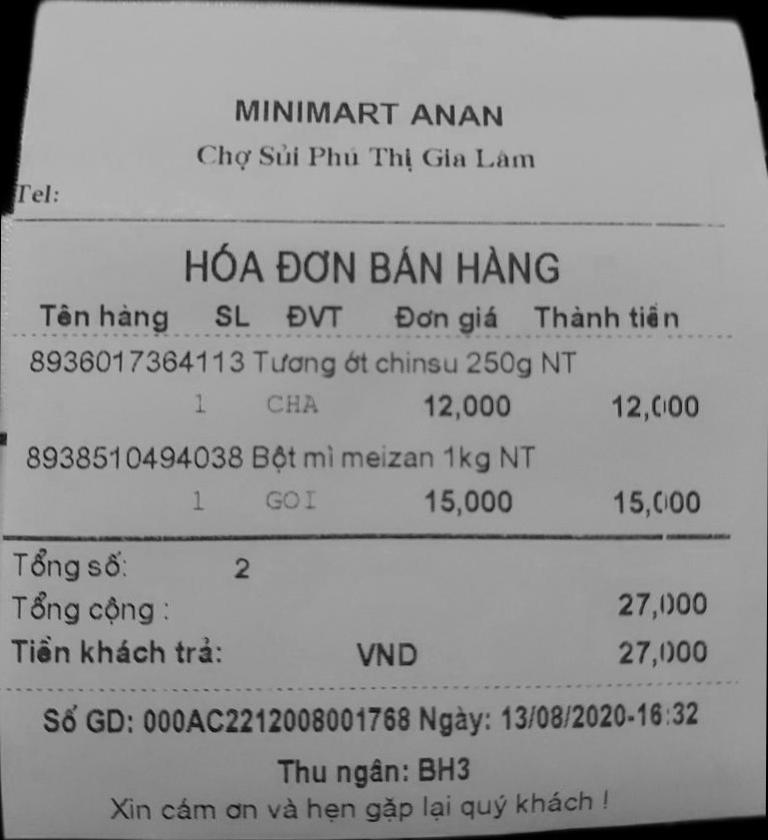 MINIMART ANAN
Chợ Sủi Phú Thị Gia Lâm
Tel:
HÓA ĐƠN BÁN HÀNG
Tên hàng SL ĐVT Đơn giá Thành tiền
8936017364113 Tương ớt chinsu 250g NT
1 CHA 12,000 12,000
8938510494038 Bột mì meizan 1kg NT
1 GOI 15,000 15,000
Tổng số: 2
Tổng cộng : 27,000
Tiền khách trả: VND 27,000
Số GD: 000AC2212008001768 Ngày: 13/08/2020-16:32
Thu ngân: BH3
Xin cám ơn và hẹn gặp lại quý khách !